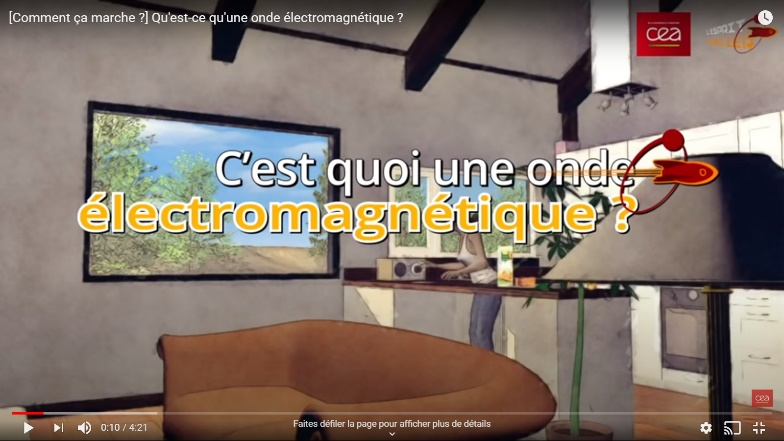 [Comment ça marche ?] Qu'est-ce qu'une onde électromagnétique ?
cea
C'est quoi une onde
électromagnétique ?
cea
0:10 / 4:21
Faites défiler la page pour afficher plus de détails